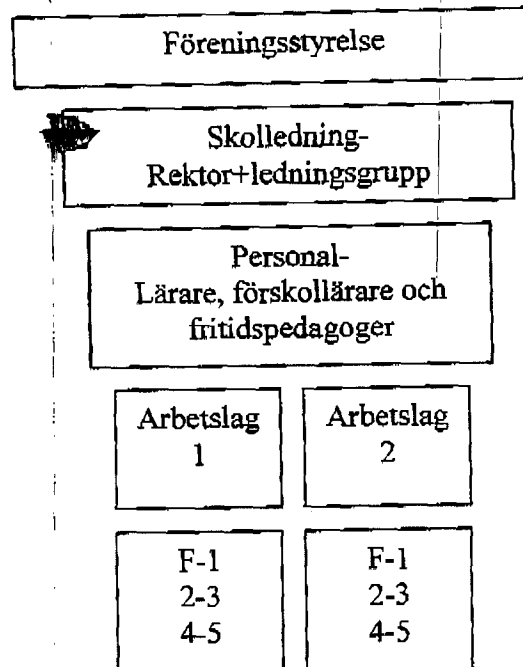 Föreningsstyrelse
Skolledning-
Rektor+ledningsgrupp
Personal-
Lärare, förskollärare och
fritidspedagoger
Arbetslag
1
Arbetslag
2
F-1
2-3
4-5
F-1
2-3
4-5